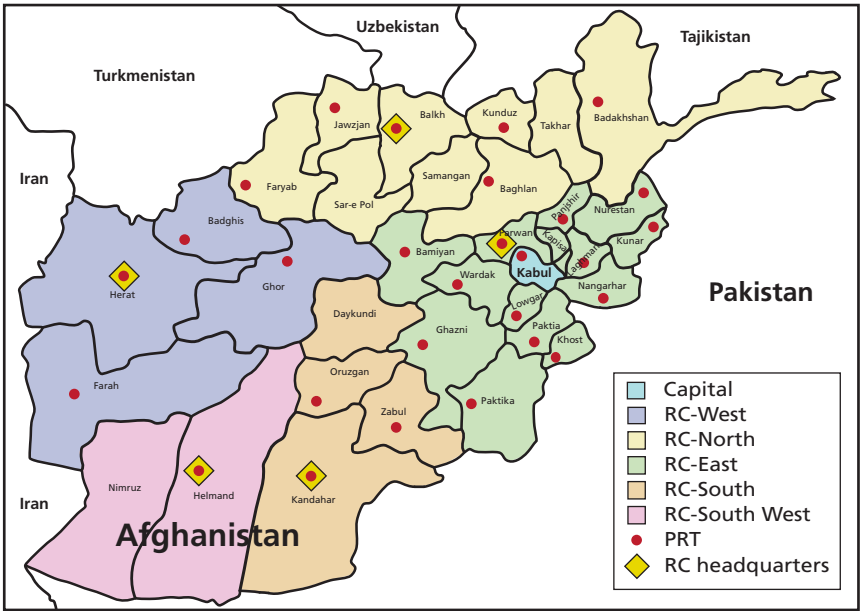 Uzbekistan
Tajikistan
Turkmenistan
Iran
Jawzjan
Balkh
Kunduz
Takhar
Badakhshan
Faryab
Sar-e Pol
Samangan
Baghlan
Badghis
Panjshir
Nurestan
Parwan
Kapisa
Laghman
Kunar
Bamiyan
Kabul
Wardak
Nangarhar
Pakistan
Herat
Ghor
Lowgar
Daykundi
Ghazni
Paktia
Khost
Farah
Oruzgan
Zabul
Paktika
Nimruz
Helmand
Kandahar
Iran
Afghanistan
Capital
RC-West
RC-North
RC-East
RC-South
RC-South West
PRT
RC headquarters